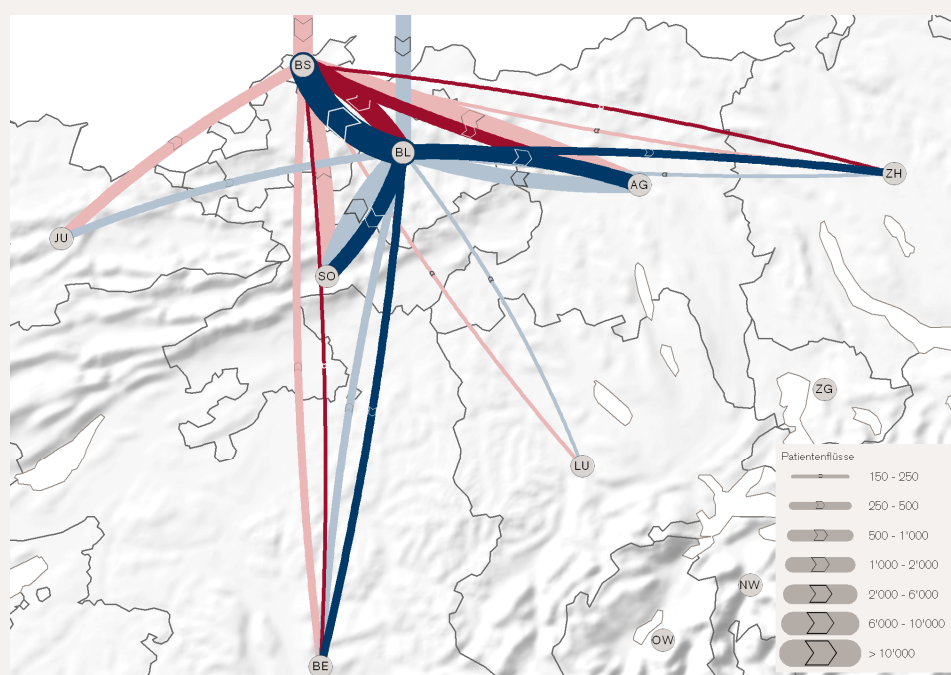 BS
BL
ZH
AG
JU
SO
ZG
LU
Patientenflüsse
150 - 250
250 - 500
500 - 1'000
1'000 - 2'000
2'000 - 6'000
6'000 - 10'000
> 10'000
NW
OW
BE